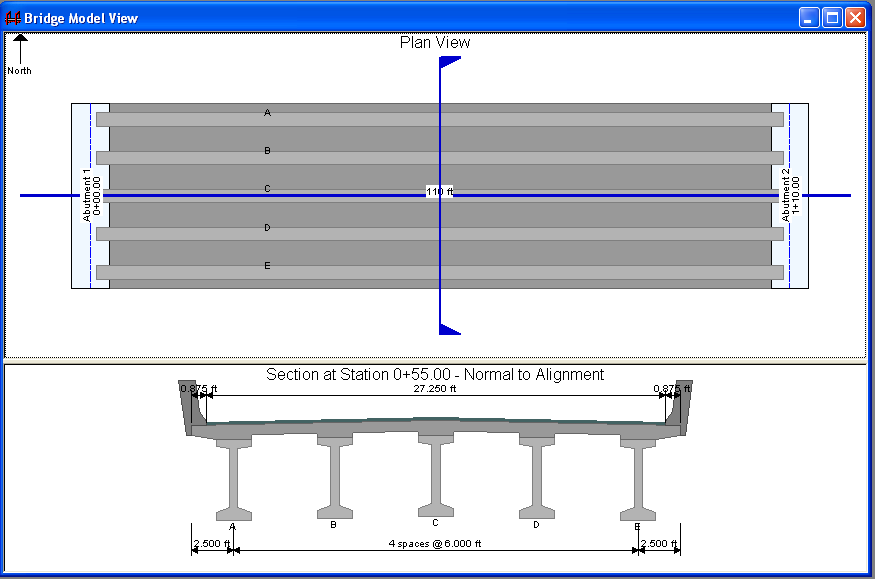 Bridge Model View
Plan View
North
A
B
C
D
E
Abutment 1
0+00.00
110 ft
Abutment 2
1+10.00
Section at Station 0+55.00 - Normal to Alignment
0.875 ft
27.250 ft
0.875 ft
A
B
C
D
E
2.500 ft
4 spaces @ 6.000 ft
2.500 ft